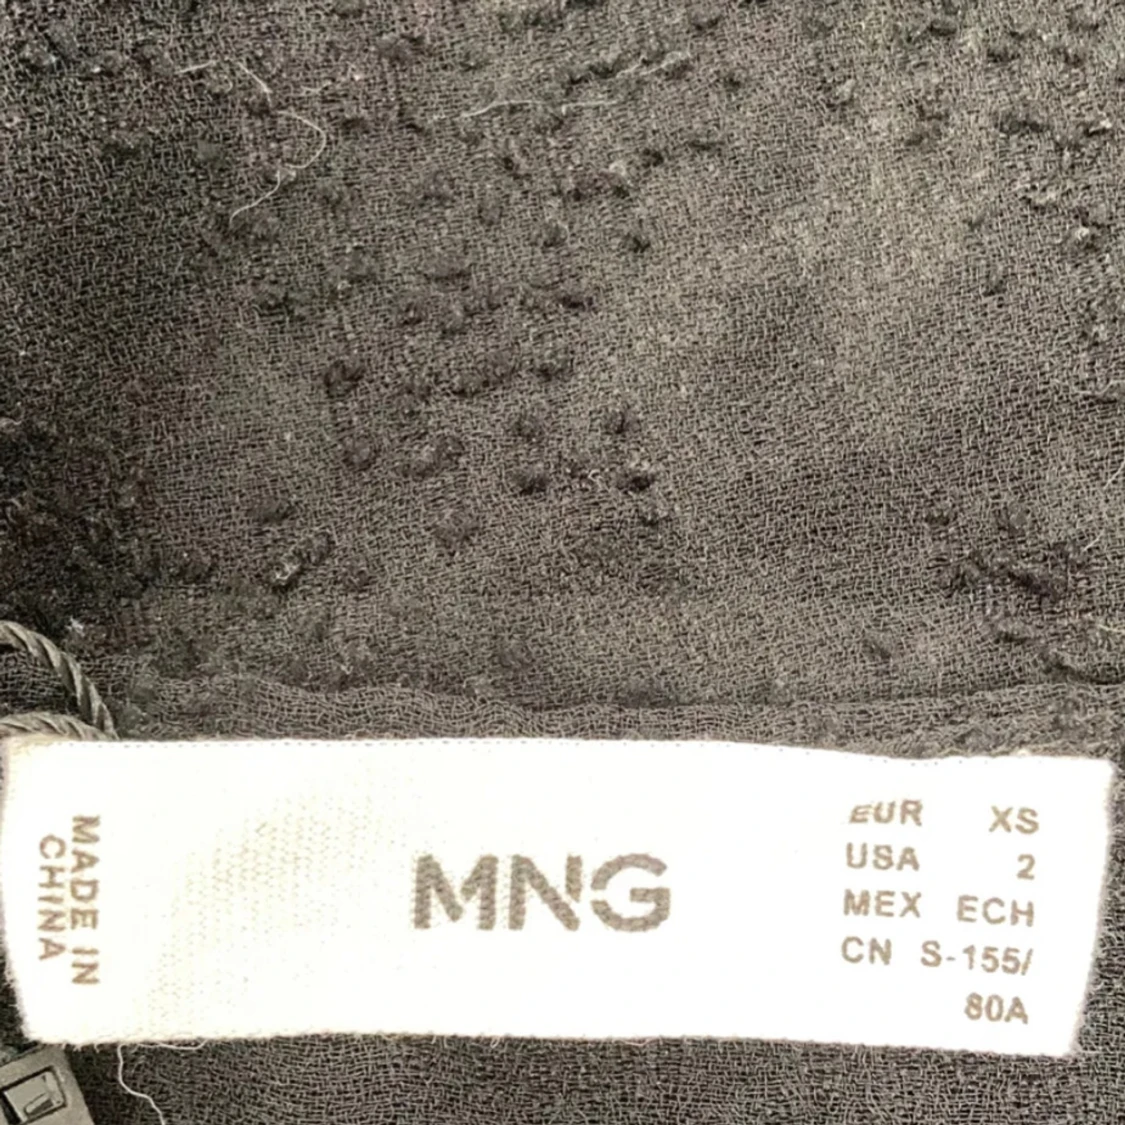 MADE IN
CHINA
MNG
EUR XS
USA 2
MEX ECH
CN S-155/
80A